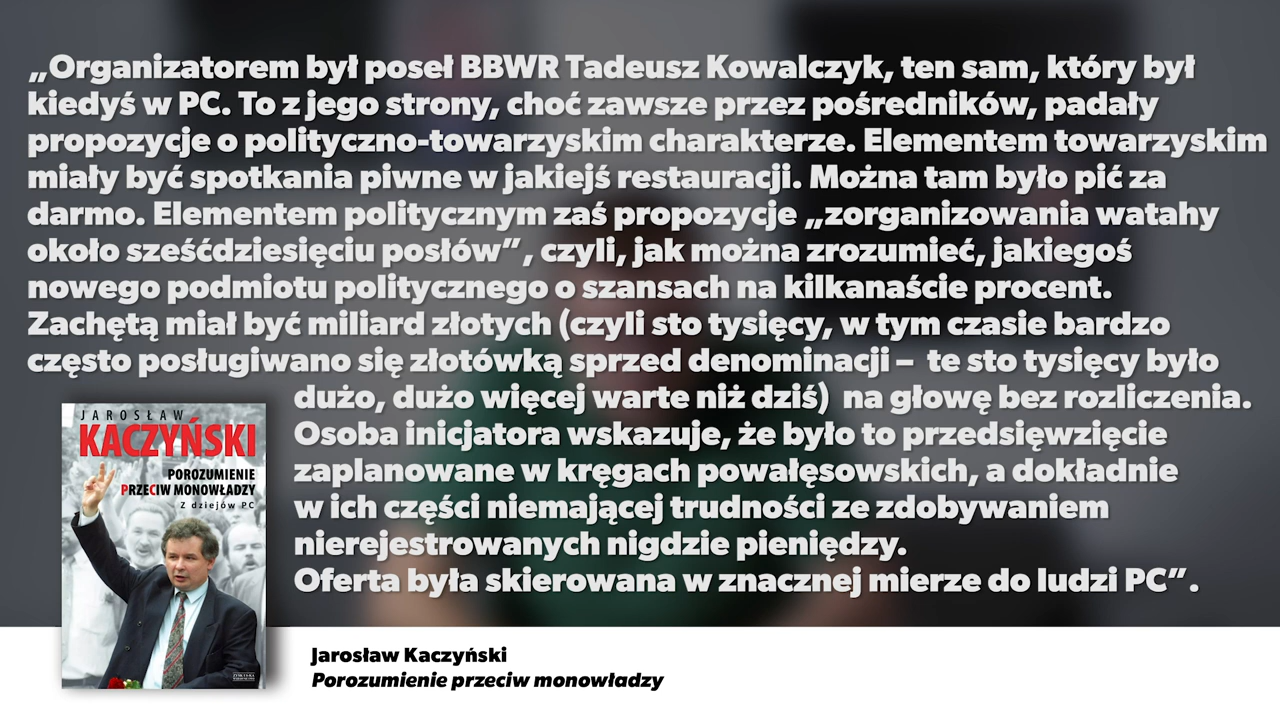 „Organizatorem był poseł BBWR Tadeusz Kowalczyk, ten sam, który był
kiedyś w PC. To z jego strony, choć zawsze przez pośredników, padały
propozycje o polityczno-towarzyskim charakterze. Elementem towarzyskim
miały być spotkania piwne w jakiejś restauracji. Można tam było pić za
darmo. Elementem politycznym zaś propozycje „zorganizowania watahy
około sześćdziesięciu posłów”, czyli, jak można zrozumieć, jakiegoś
nowego podmiotu politycznego o szansach na kilkanaście procent.
Zachętą miał być miliard złotych (czyli sto tysięcy, w tym czasie bardzo
często posługiwano się złotówką sprzed denominacji – te sto tysięcy było
dużo, dużo więcej warte niż dziś) na głowę bez rozliczenia.
Osoba inicjatora wskazuje, że było to przedsięwzięcie
zaplanowane w kręgach powałęsowskich, a dokładnie
w ich części niemającej trudności ze zdobywaniem
nierejestrowanych nigdzie pieniędzy.
Oferta była skierowana w znacznej mierze do ludzi PC”.
JAROSŁAW
KACZYŃSKI
POROZUMIENIE
PRZECIW MONOWŁADZY
Z dziejów PC
Jarosław Kaczyński
Porozumienie przeciw monowładzy